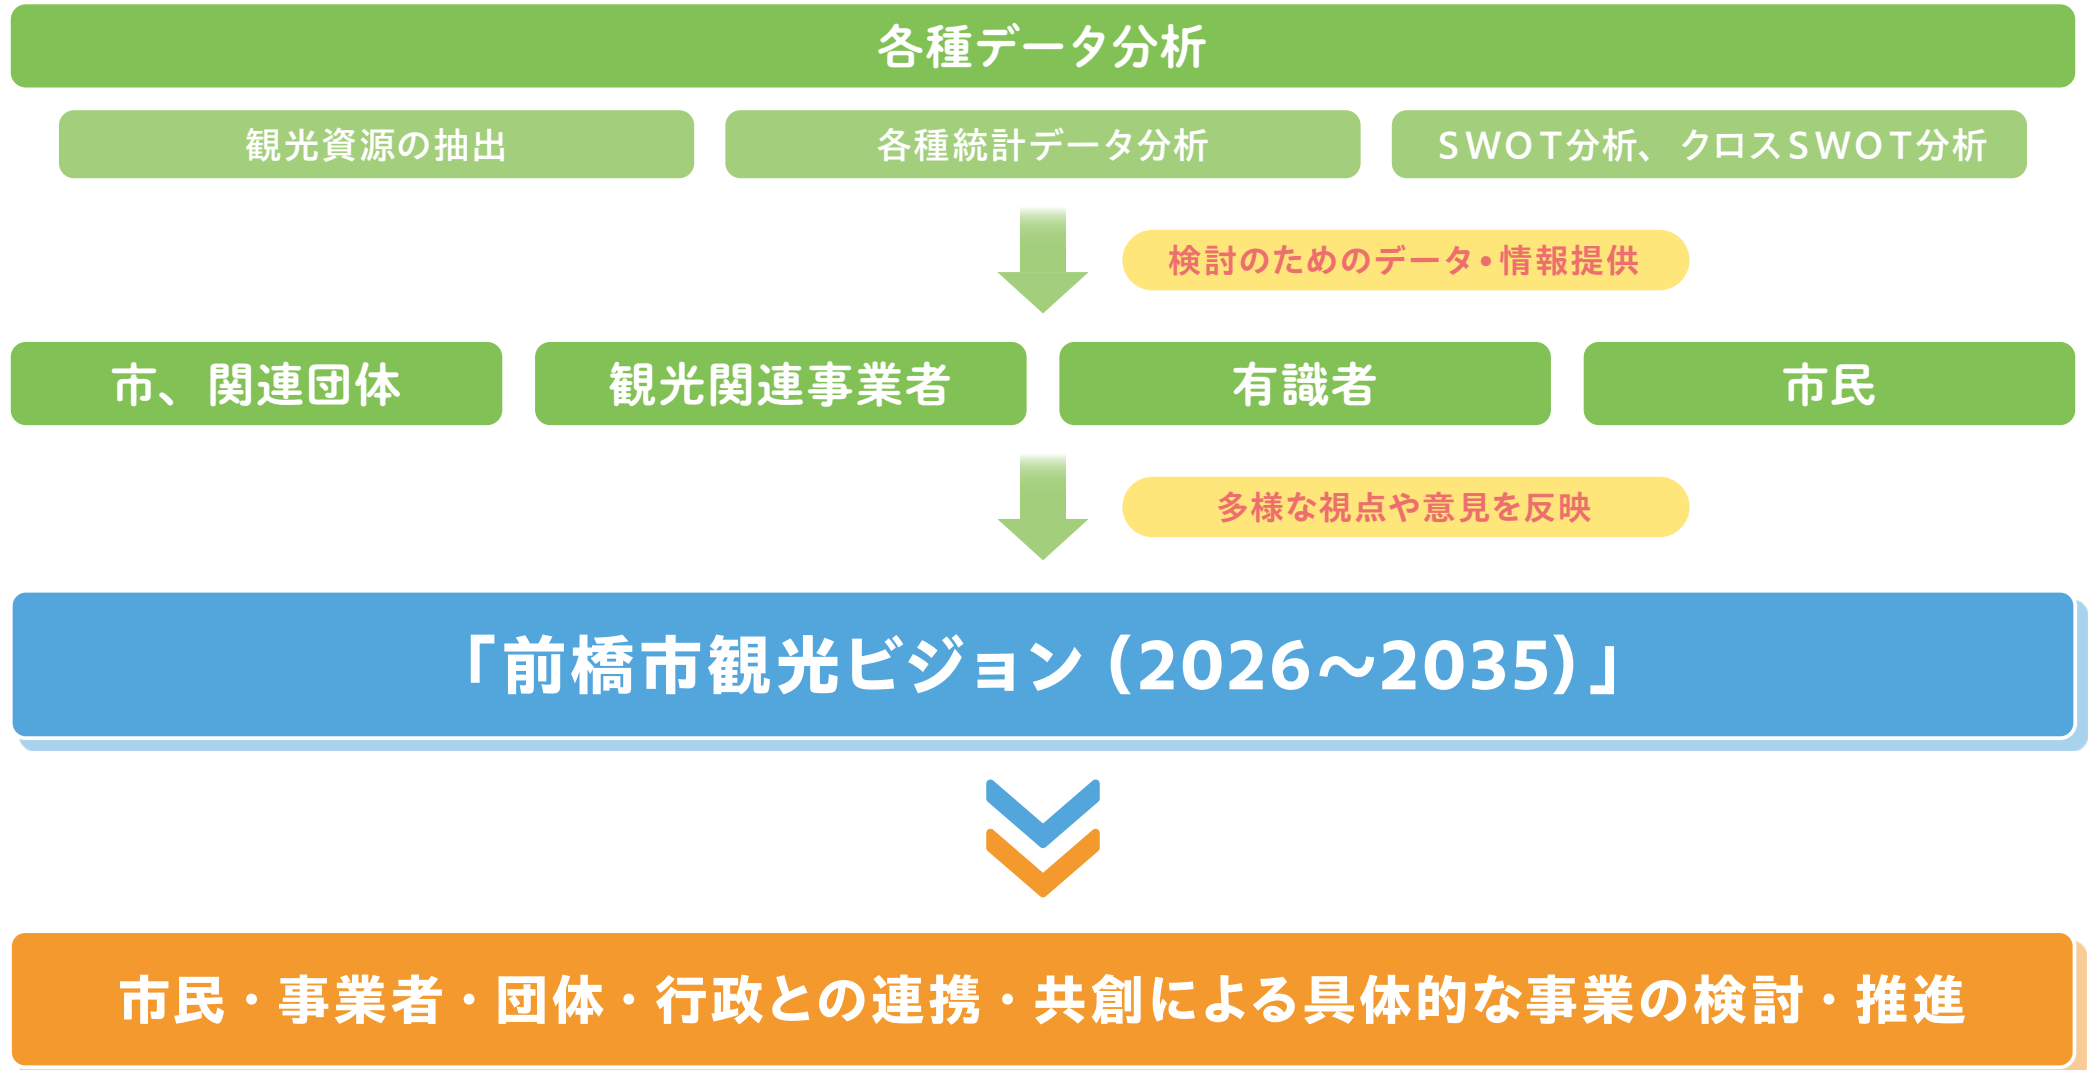 各種データ分析
観光資源の抽出
各種統計データ分析
SWOT分析、クロスSWOT分析
検討のためのデータ・情報提供
市、関連団体
観光関連事業者
有識者
市民
多様な視点や意見を反映
「前橋市観光ビジョン(2026～2035)」
市民・事業者・団体・行政との連携・共創による具体的な事業の検討・推進